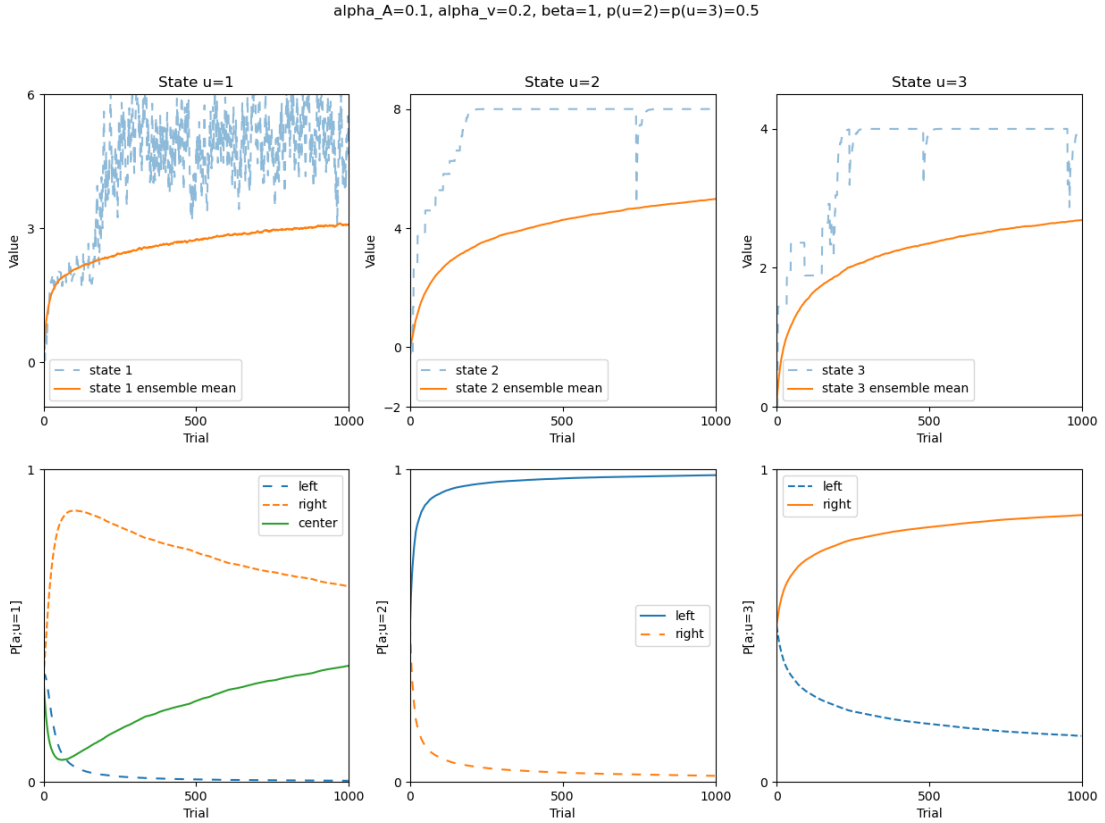 alpha_A=0.1, alpha_v=0.2, beta=1, p(u=2)=p(u=3)=0.5
State u=1
6
3
0
Value
state 1
state 1 ensemble mean
0
500
1000
Trial
State u=2
8
4
0
−2
Value
state 2
state 2 ensemble mean
0
500
1000
Trial
State u=3
4
2
0
Value
state 3
state 3 ensemble mean
0
500
1000
Trial
1
0
P[a;u=1]
left
right
center
0
500
1000
Trial
1
0
P[a;u=2]
left
right
0
500
1000
Trial
1
0
P[a;u=3]
left
right
0
500
1000
Trial